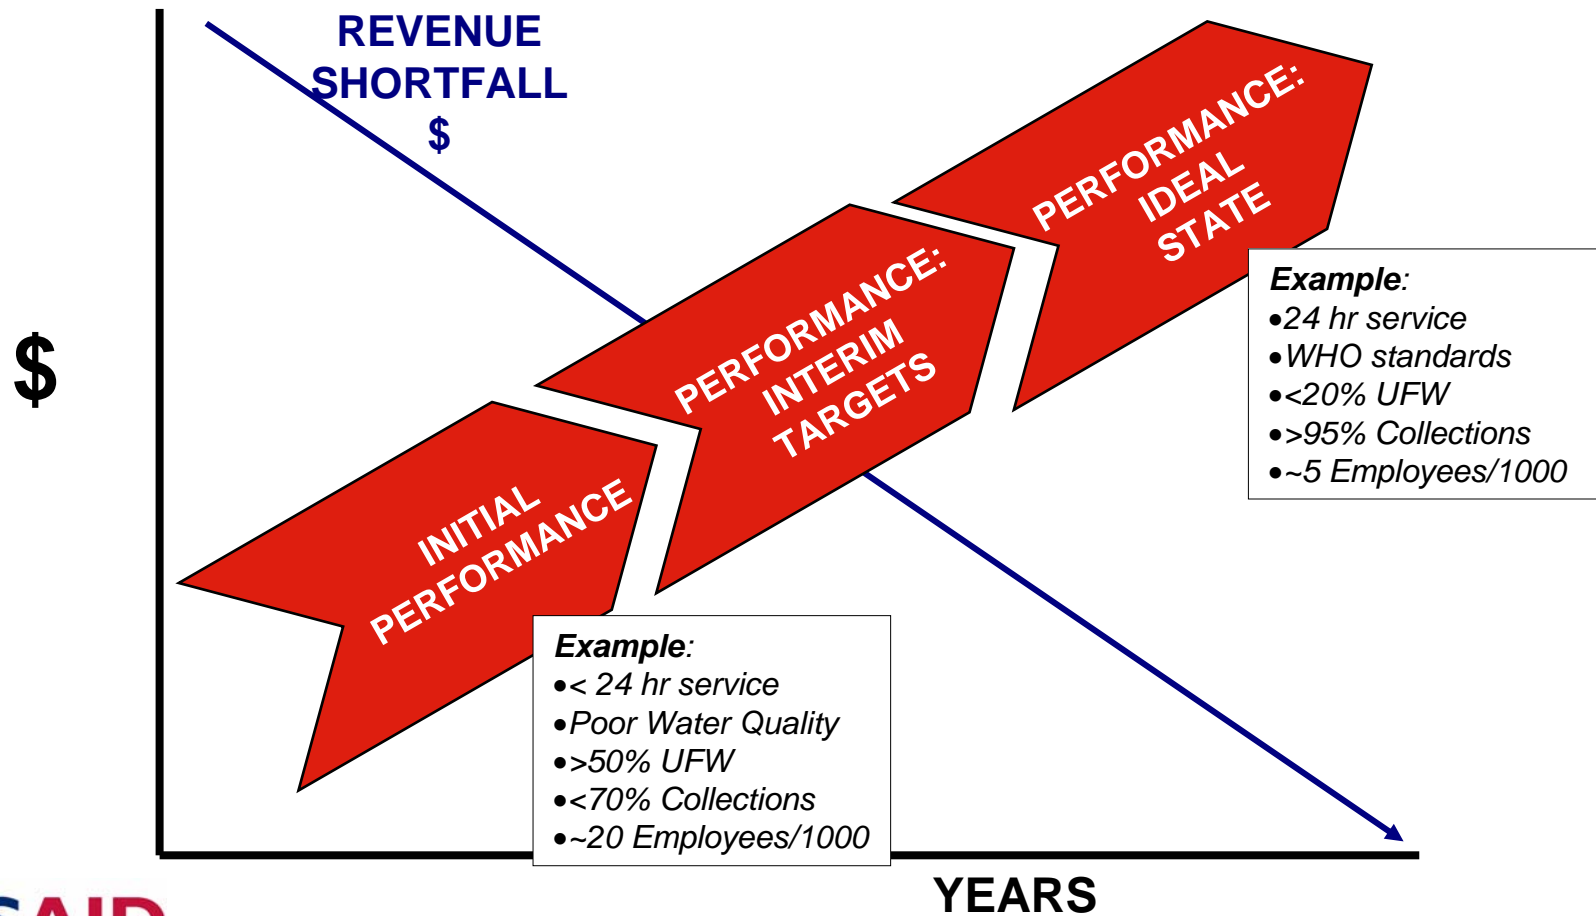 REVENUE
SHORTFALL
$
$
PERFORMANCE:
IDEAL
STATE
PERFORMANCE:
INTERIM
TARGETS
INITIAL
PERFORMANCE
Example:
•24 hr service
•WHO standards
•<20% UFW
•>95% Collections
•~5 Employees/1000
Example:
•< 24 hr service
•Poor Water Quality
•>50% UFW
•<70% Collections
•~20 Employees/1000
YEARS